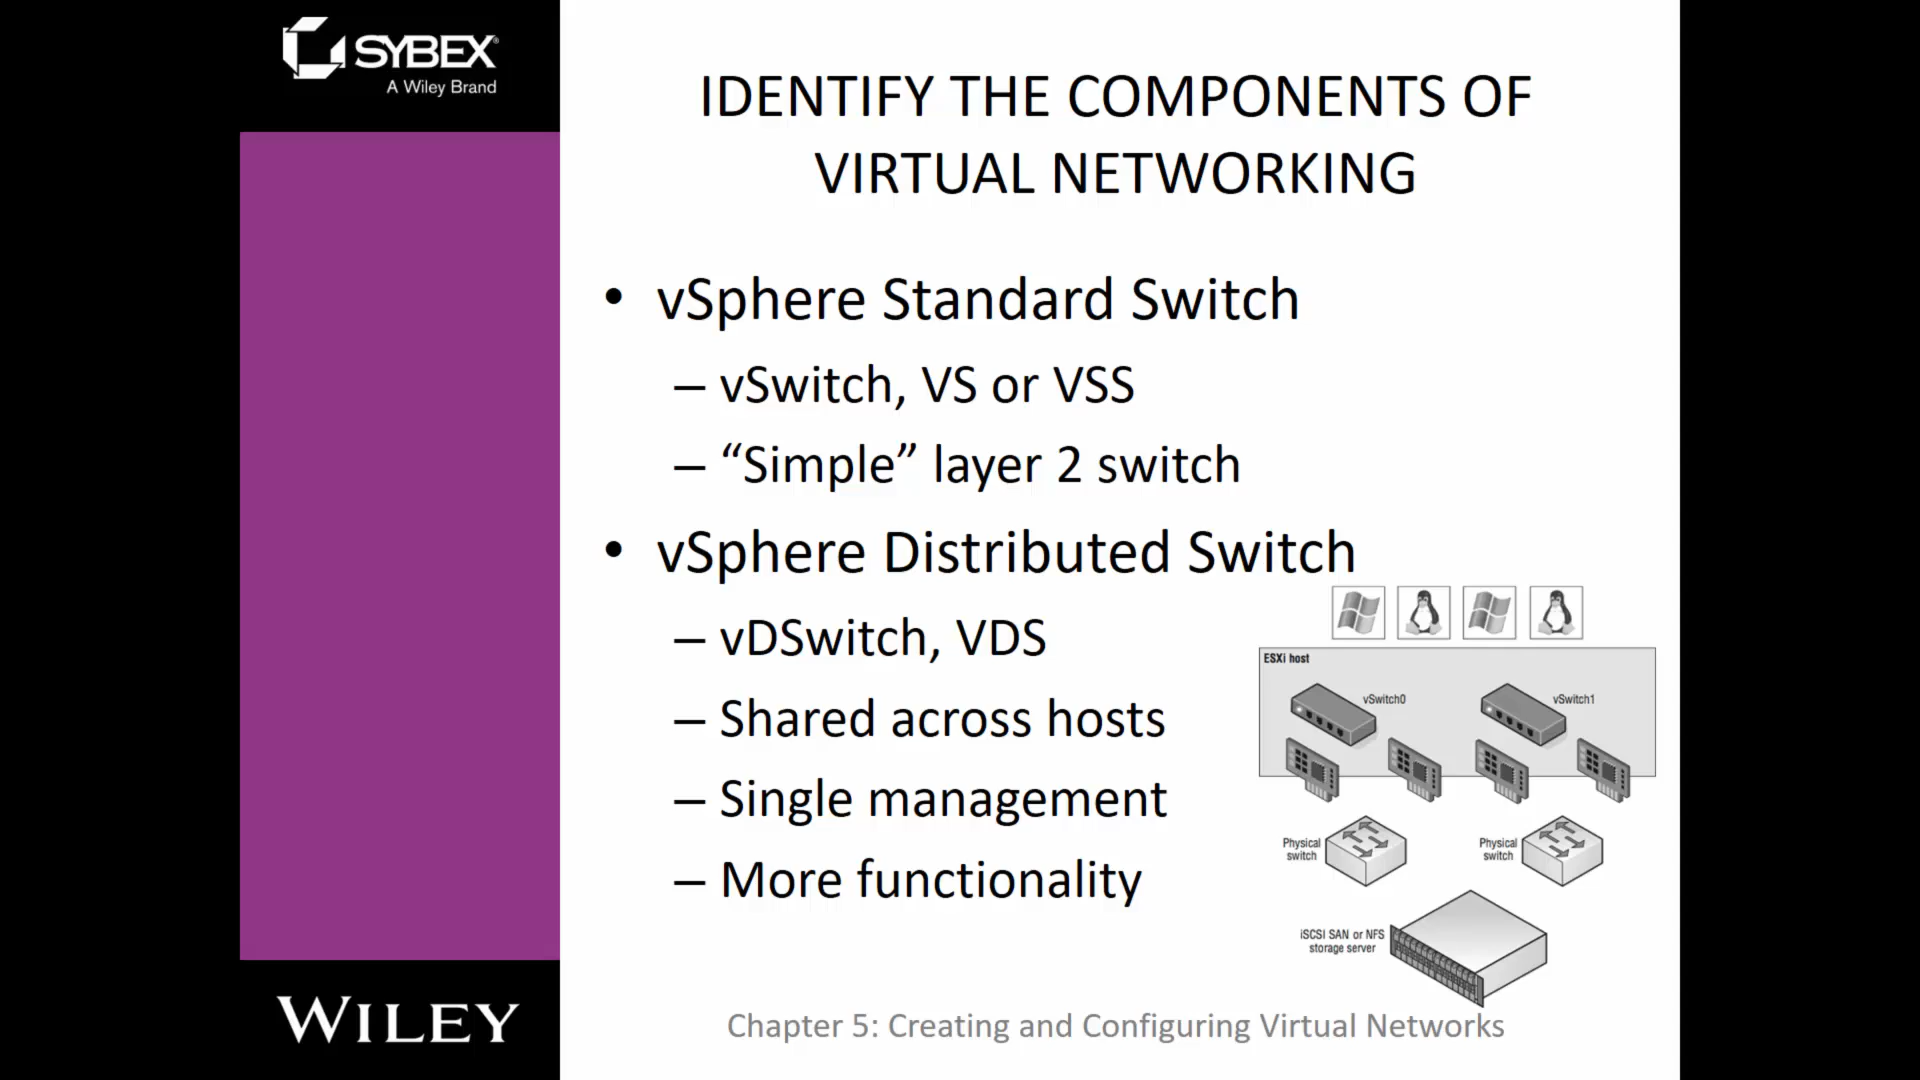 SYBEX®
A Wiley Brand
IDENTIFY THE COMPONENTS OF
VIRTUAL NETWORKING
• vSphere Standard Switch
– vSwitch, VS or VSS
– “Simple” layer 2 switch
• vSphere Distributed Switch
– vDSwitch, VDS
– Shared across hosts
– Single management
– More functionality
ESXi host
vSwitch0
vSwitch1
Physical
switch
Physical
switch
iSCSI SAN or NFS
storage server
WILEY
Chapter 5: Creating and Configuring Virtual Networks